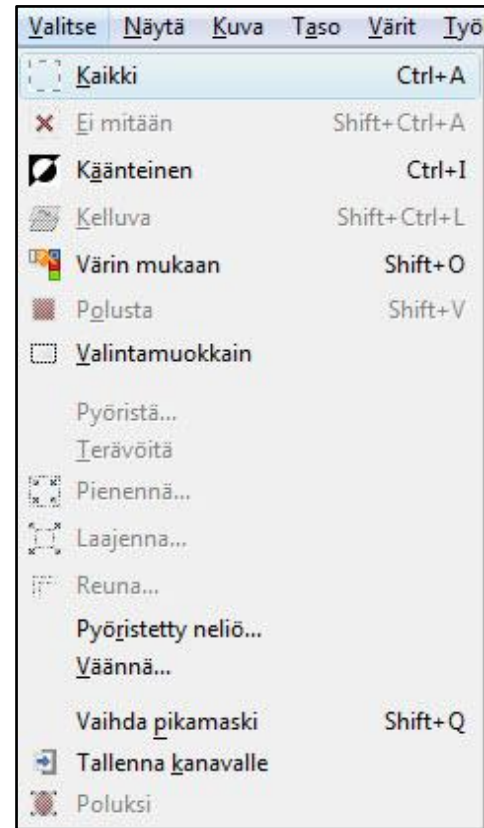 Valitse Näytä Kuva Taso Värit Työ
Kaikki Ctrl+A
Ei mitään Shift+Ctrl+A
Käänteinen Ctrl+I
Kelluva Shift+Ctrl+L
Värin mukaan Shift+O
Polusta Shift+V
Valintamuokkain
Pyöristä...
Terävöitä
Pienennä...
Laajenna...
Reuna...
Pyöristetty neliö...
Väännä...
Vaihda pikamaski Shift+Q
Tallenna kanavalle
Poluksi